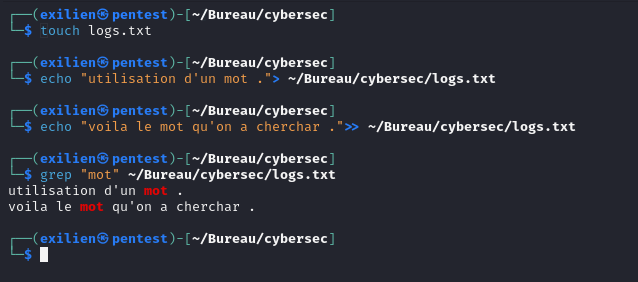 ┌──(exilien㉿pentest)-[~/Bureau/cybersec]
└─$ touch logs.txt
┌──(exilien㉿pentest)-[~/Bureau/cybersec]
└─$ echo "utilisation d'un mot ."> ~/Bureau/cybersec/logs.txt
┌──(exilien㉿pentest)-[~/Bureau/cybersec]
└─$ echo "voila le mot qu'on a cherchar .">> ~/Bureau/cybersec/logs.txt
┌──(exilien㉿pentest)-[~/Bureau/cybersec]
└─$ grep "mot" ~/Bureau/cybersec/logs.txt
utilisation d'un mot .
voila le mot qu'on a cherchar .
┌──(exilien㉿pentest)-[~/Bureau/cybersec]
└─$